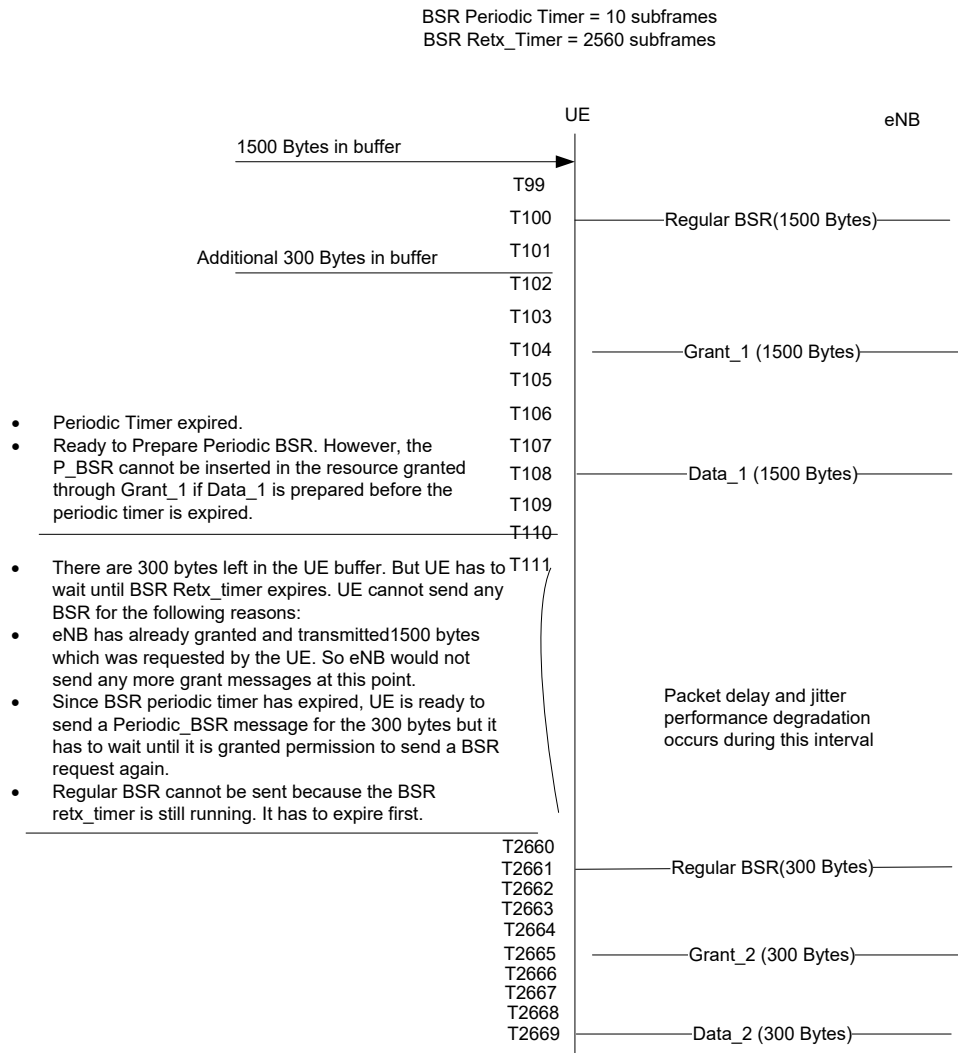 BSR Periodic Timer = 10 subframes
BSR Retx_Timer = 2560 subframes
UE
eNB
1500 Bytes in buffer
T99
T100
Regular BSR(1500 Bytes)
T101
Additional 300 Bytes in buffer
T102
T103
T104
Grant_1 (1500 Bytes)
T105
T106
• Periodic Timer expired.
• Ready to Prepare Periodic BSR. However, the
P_BSR cannot be inserted in the resource granted
through Grant_1 if Data_1 is prepared before the
periodic timer is expired.
T107
T108
Data_1 (1500 Bytes)
T109
T110
T111
• There are 300 bytes left in the UE buffer. But UE has to
wait until BSR Retx_timer expires. UE cannot send any
BSR for the following reasons:
• eNB has already granted and transmitted1500 bytes
which was requested by the UE. So eNB would not
send any more grant messages at this point.
• Since BSR periodic timer has expired, UE is ready to
send a Periodic_BSR message for the 300 bytes but it
has to wait until it is granted permission to send a BSR
request again.
• Regular BSR cannot be sent because the BSR
retx_timer is still running. It has to expire first.
Packet delay and jitter
performance degradation
occurs during this interval
T2660
T2661
Regular BSR(300 Bytes)
T2662
T2663
T2664
T2665
Grant_2 (300 Bytes)
T2666
T2667
T2668
T2669
Data_2 (300 Bytes)